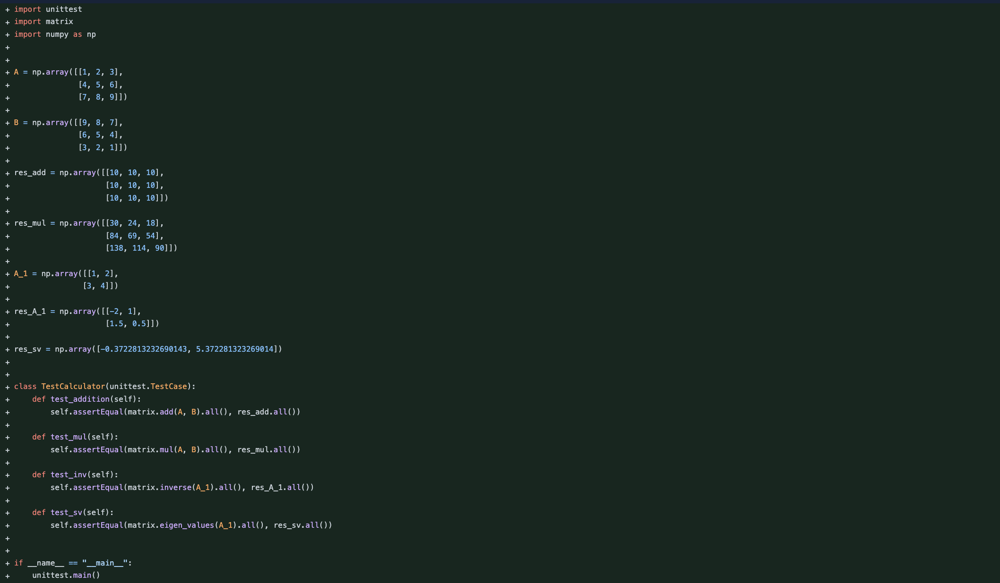 + import unittest
+ import matrix
+ import numpy as np
+
+
+ A = np.array([[1, 2, 3],
+               [4, 5, 6],
+               [7, 8, 9]])
+
+ B = np.array([[9, 8, 7],
+               [6, 5, 4],
+               [3, 2, 1]])
+
+ res_add = np.array([[10, 10, 10],
+                     [10, 10, 10],
+                     [10, 10, 10]])
+
+ res_mul = np.array([[30, 24, 18],
+                     [84, 69, 54],
+                     [138, 114, 90]])
+
+ A_1 = np.array([[1, 2],
+                [3, 4]])
+
+ res_A_1 = np.array([[-2, 1],
+                     [1.5, 0.5]])
+
+ res_sv = np.array([-0.3722813232690143, 5.372281323269014])
+
+
+ class TestCalculator(unittest.TestCase):
+     def test_addition(self):
+         self.assertEqual(matrix.add(A, B).all(), res_add.all())
+
+     def test_mul(self):
+         self.assertEqual(matrix.mul(A, B).all(), res_mul.all())
+
+     def test_inv(self):
+         self.assertEqual(matrix.inverse(A_1).all(), res_A_1.all())
+
+     def test_sv(self):
+         self.assertEqual(matrix.eigen_values(A_1).all(), res_sv.all())
+
+
+ if __name__ == "__main__":
+     unittest.main()